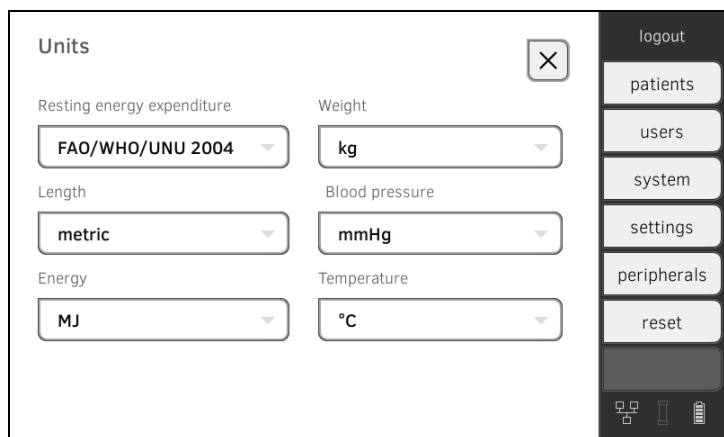 Units
Resting energy expenditure
Weight
FAO/WHO/UNU 2004
kg
Length
Blood pressure
metric
mmHg
Energy
Temperature
MJ
°C
logout
patients
users
system
settings
peripherals
reset